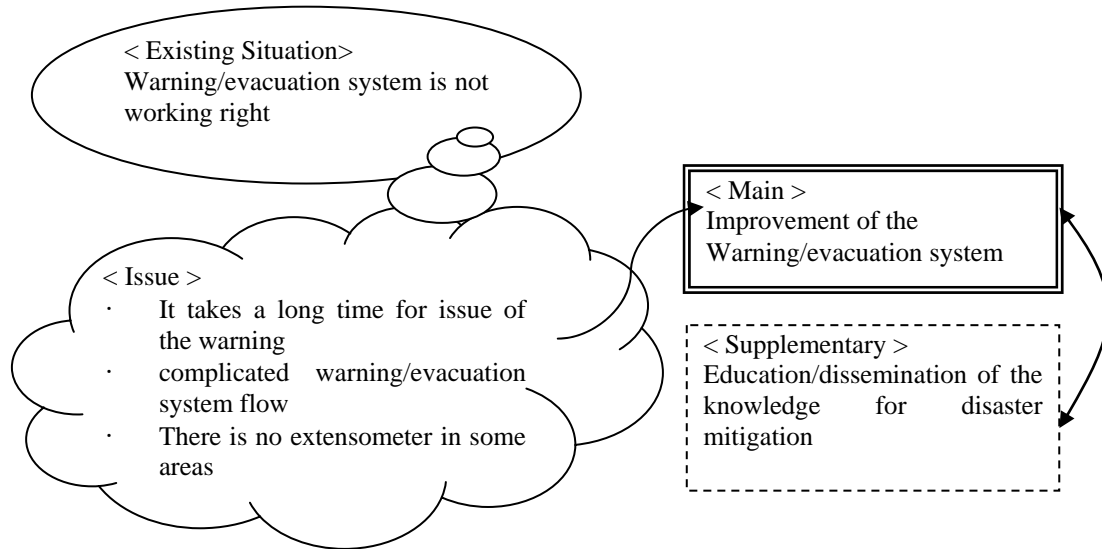 < Existing Situation>
Warning/evacuation system is not
working right
< Issue >
· It takes a long time for issue of
the warning
· complicated warning/evacuation
system flow
· There is no extensometer in some
areas
< Main >
Improvement of the
Warning/evacuation system
< Supplementary >
Education/dissemination of the
knowledge for disaster
mitigation